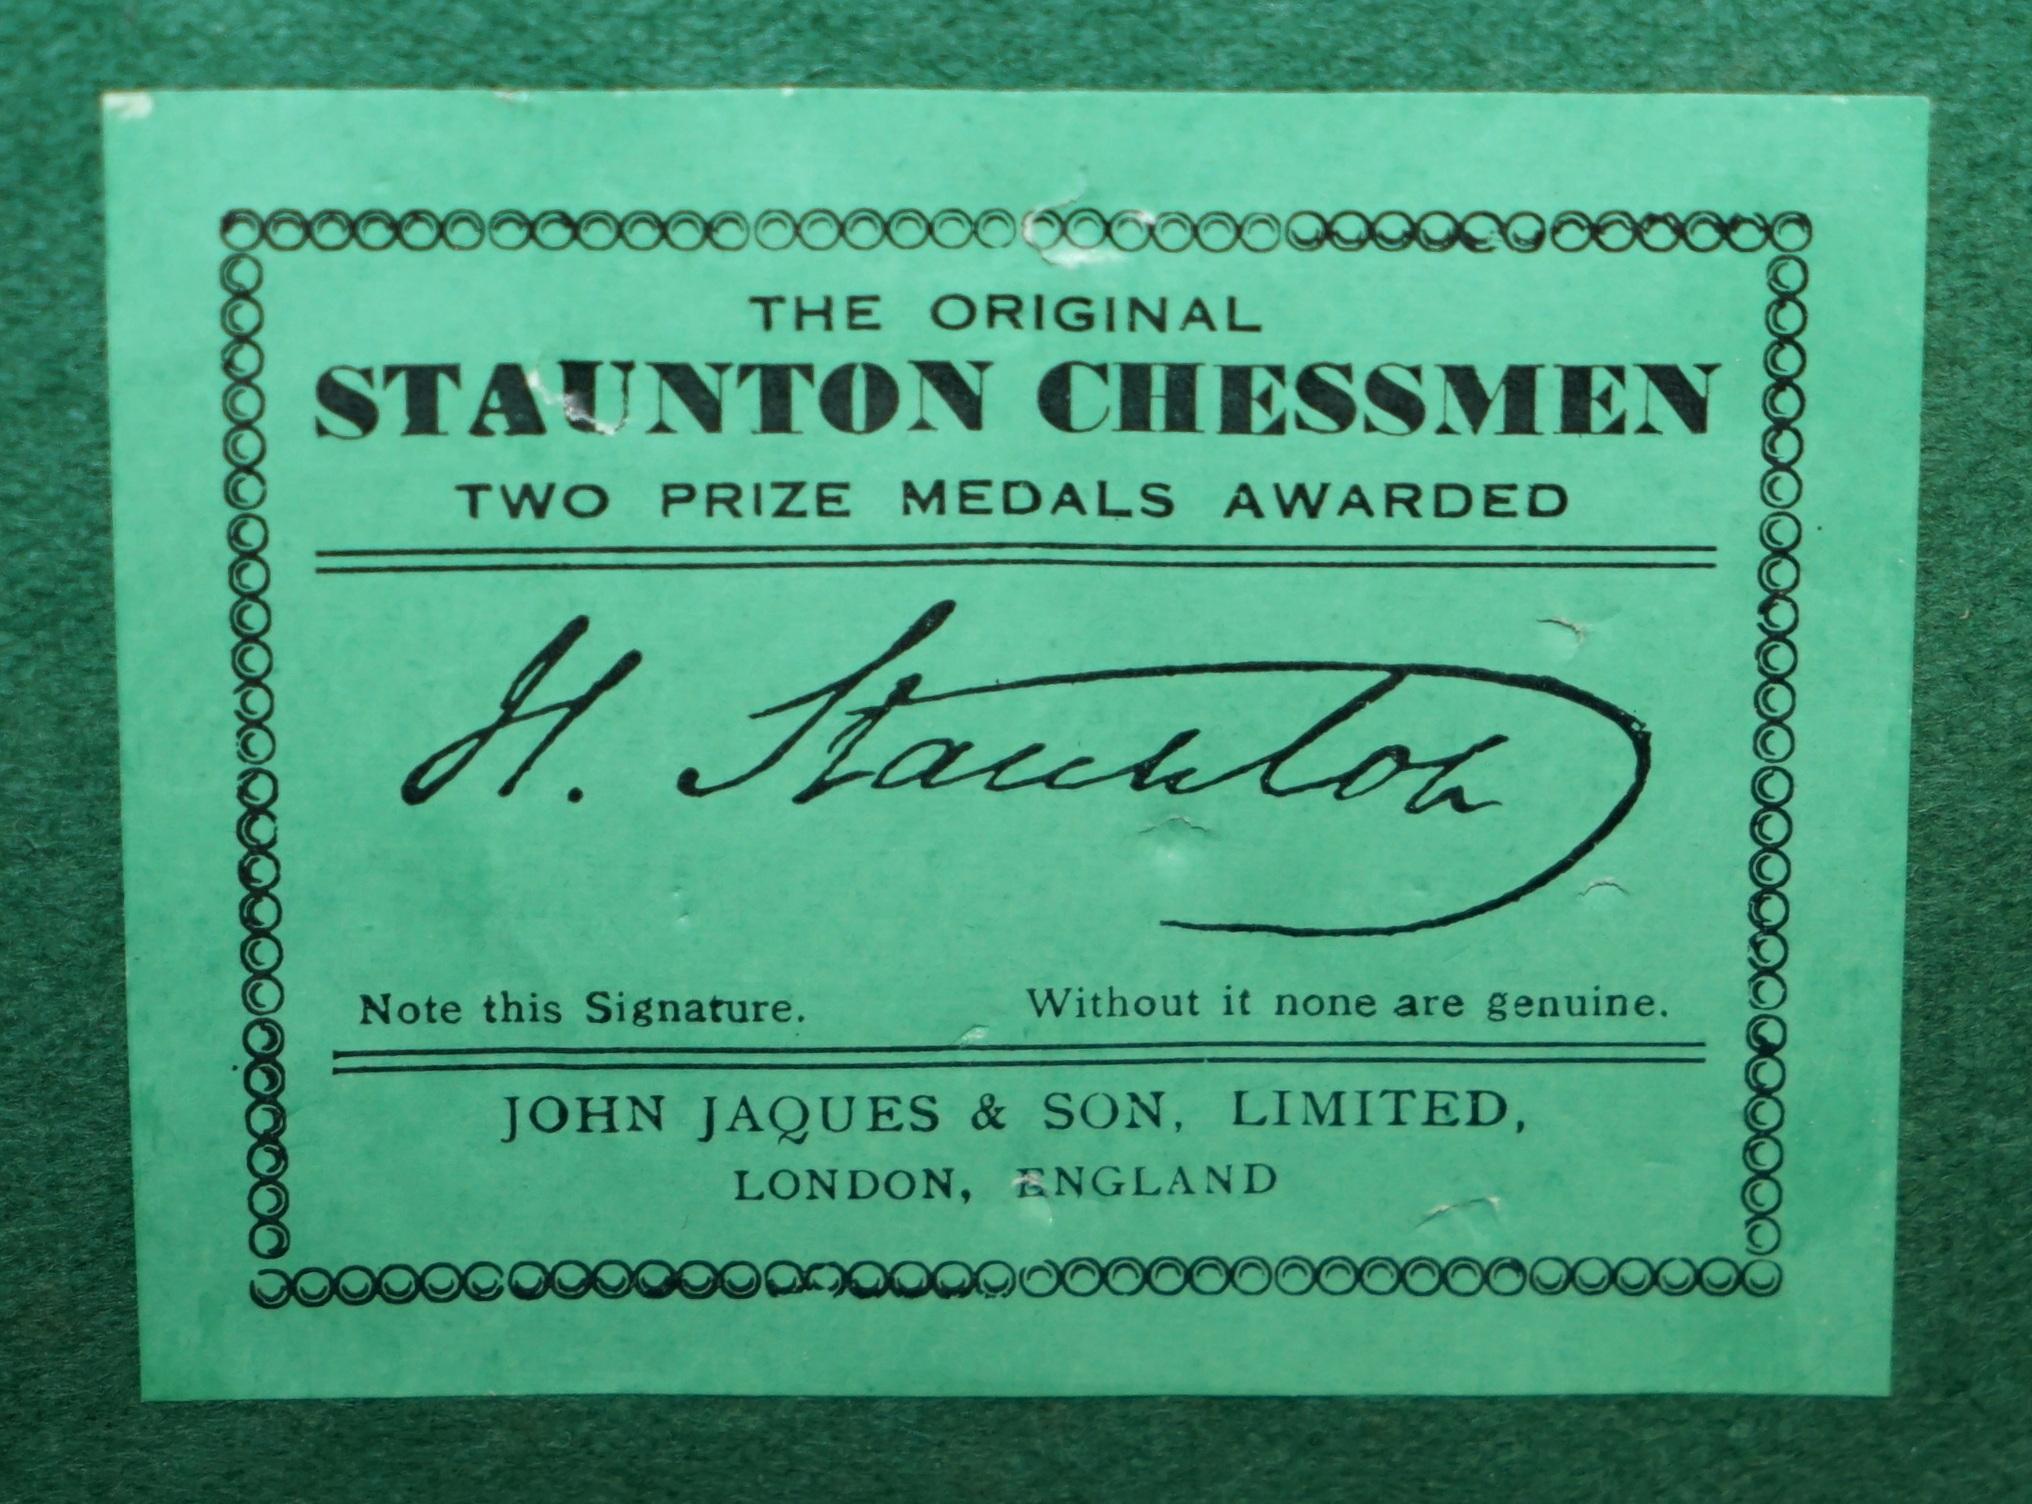 THE ORIGINAL
STAUNTON CHESSMEN
TWO PRIZE MEDALS AWARDED
H. Staunton
Note this Signature. Without it none are genuine.
JOHN JAQUES & SON, LIMITED,
LONDON, ENGLAND